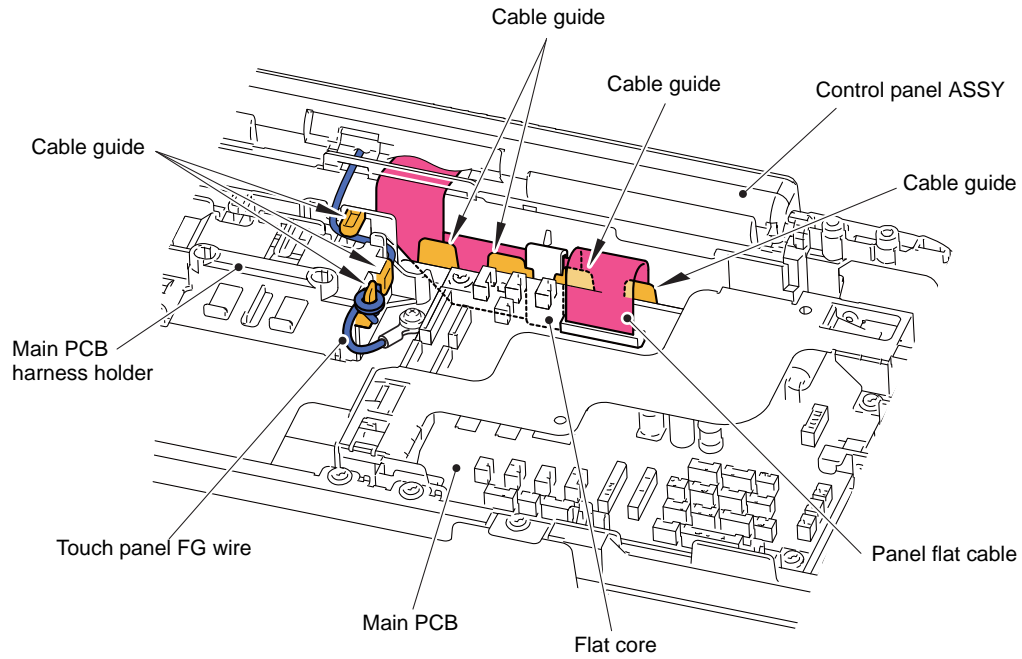 Cable guide
Cable guide
Control panel ASSY
Cable guide
Cable guide
Main PCB
harness holder
Touch panel FG wire
Panel flat cable
Main PCB
Flat core